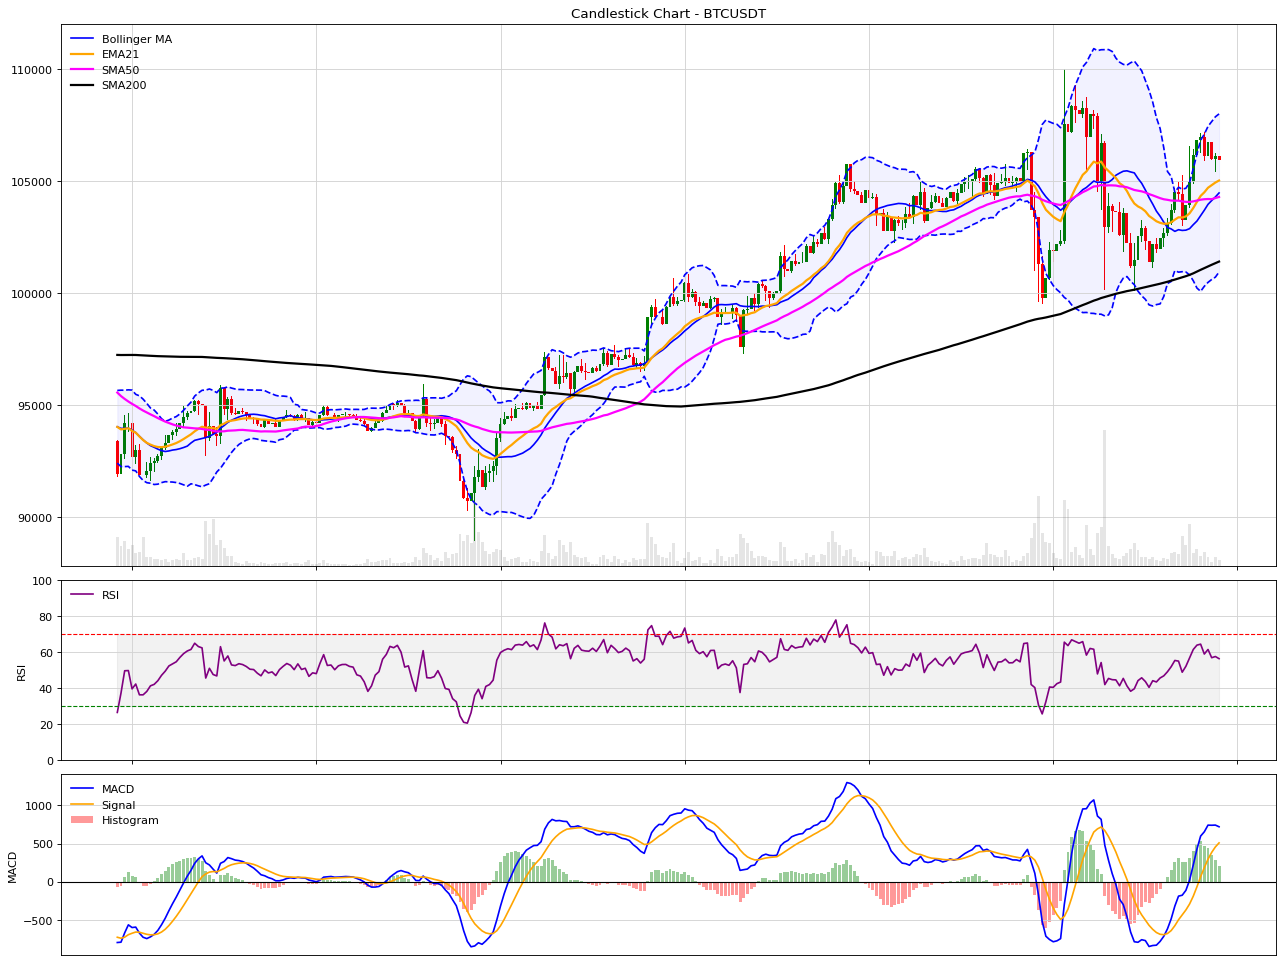 Candlestick Chart - BTCUSDT
Bollinger MA
EMA21
SMA50
SMA200
110000
105000
100000
95000
90000
RSI
100
80
60
40
20
0
RSI
MACD
Signal
Histogram
1000
500
0
−500
MACD